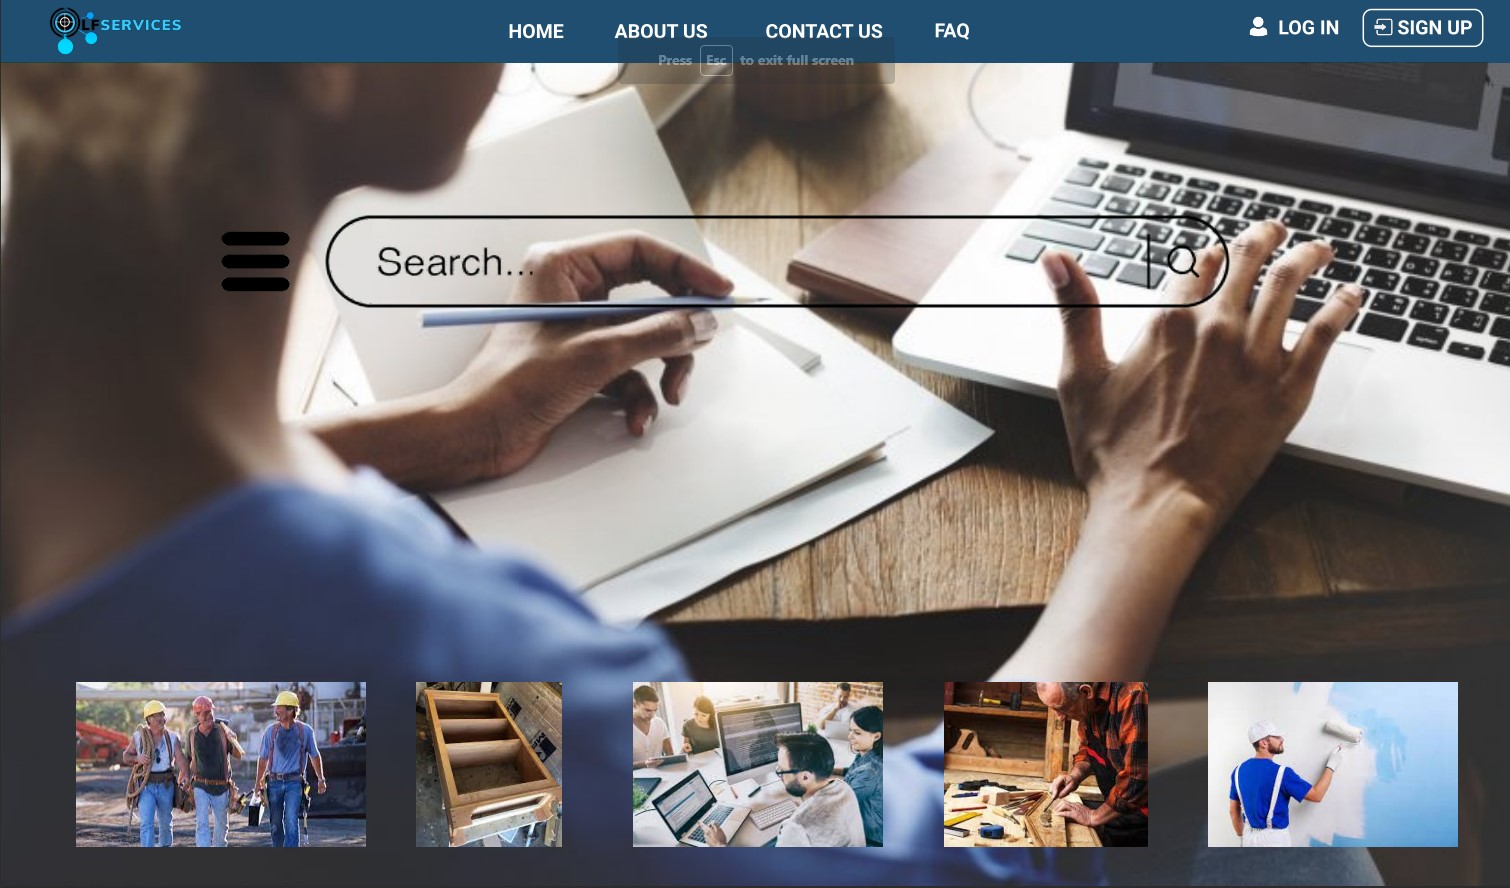 LFSERVICES
HOME ABOUT US CONTACT US FAQ
LOG IN SIGN UP
Press Esc to exit full screen
Search...